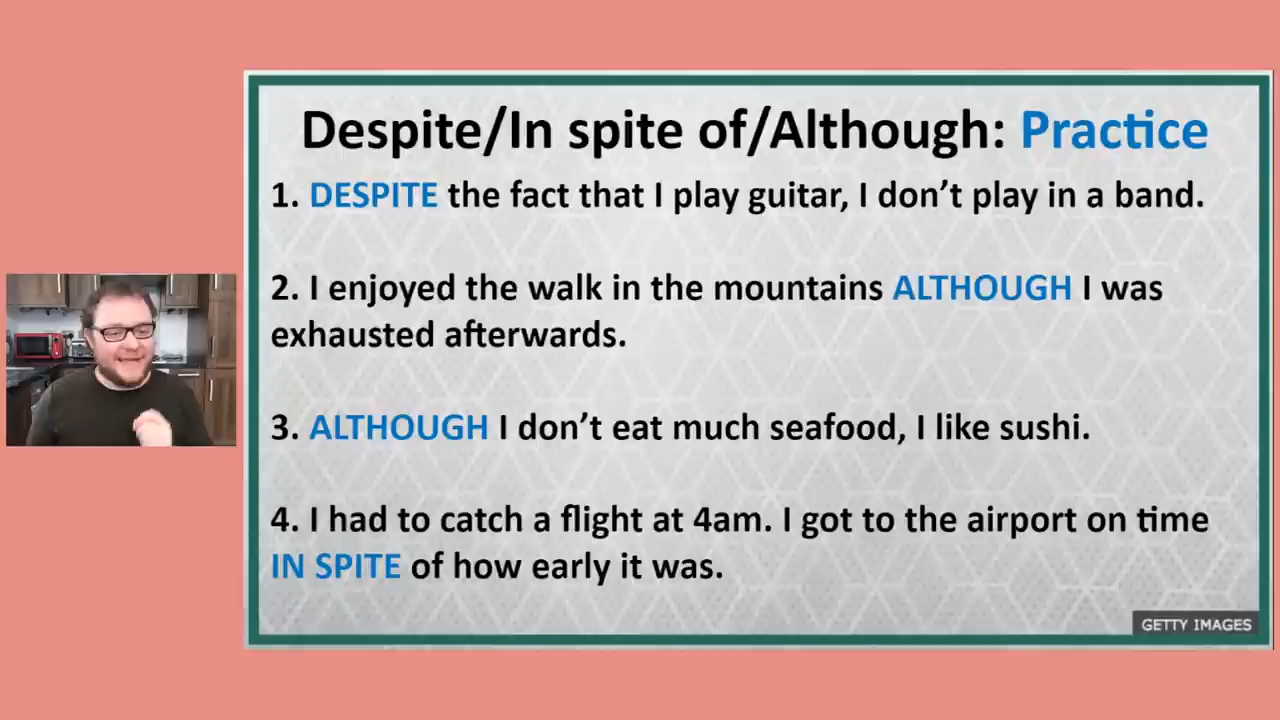 Despite/In spite of/Although: Practice
1. DESPITE the fact that I play guitar, I don’t play in a band.
2. I enjoyed the walk in the mountains ALTHOUGH I was
exhausted afterwards.
3. ALTHOUGH I don’t eat much seafood, I like sushi.
4. I had to catch a flight at 4am. I got to the airport on time
IN SPITE of how early it was.
GETTY IMAGES